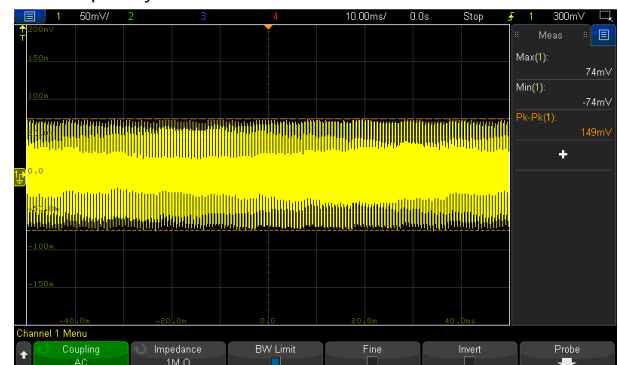 1 50mV/ 2 3 4 10.00ms/ 0.0s Stop 1 300mV
T 200mV
Meas
150m
Max(1):
74mV
100m
Min(1):
-74mV
Pk-Pk(1):
149mV
+
0.0
-100m
-150m
-40.0m -20.0m 0.0 20.0m 40.0ms
Channel 1 Menu
Coupling Impedance BW Limit Fine Invert Probe
AC 1M Ω